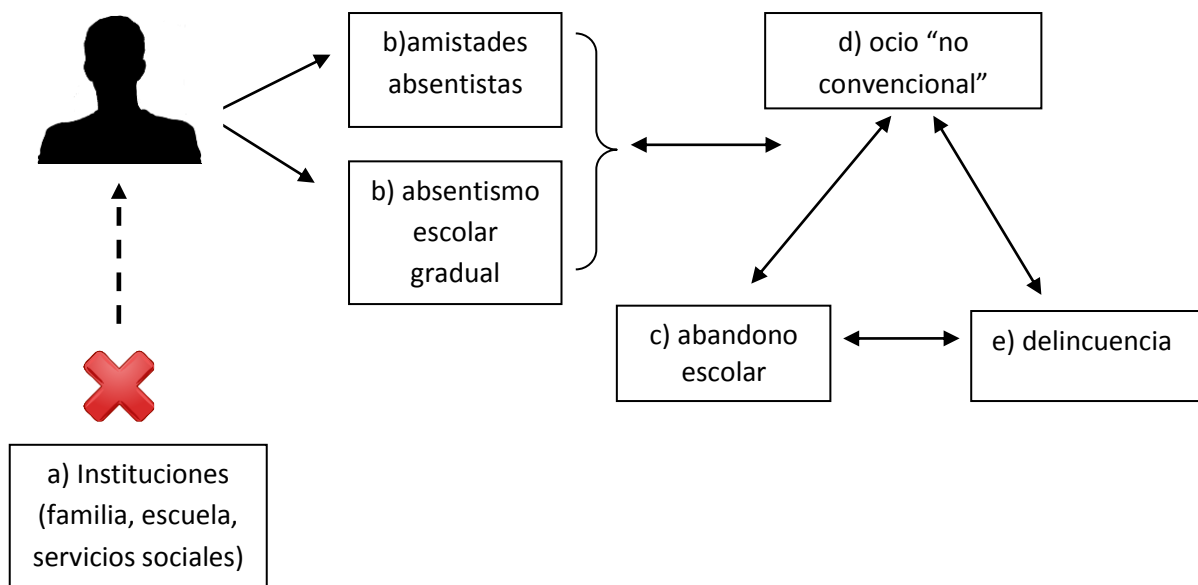 b)amistades
absentistas
d) ocio “no
convencional”
b) absentismo
escolar
gradual
c) abandono
escolar
e) delincuencia
a) Instituciones
(familia, escuela,
servicios sociales)